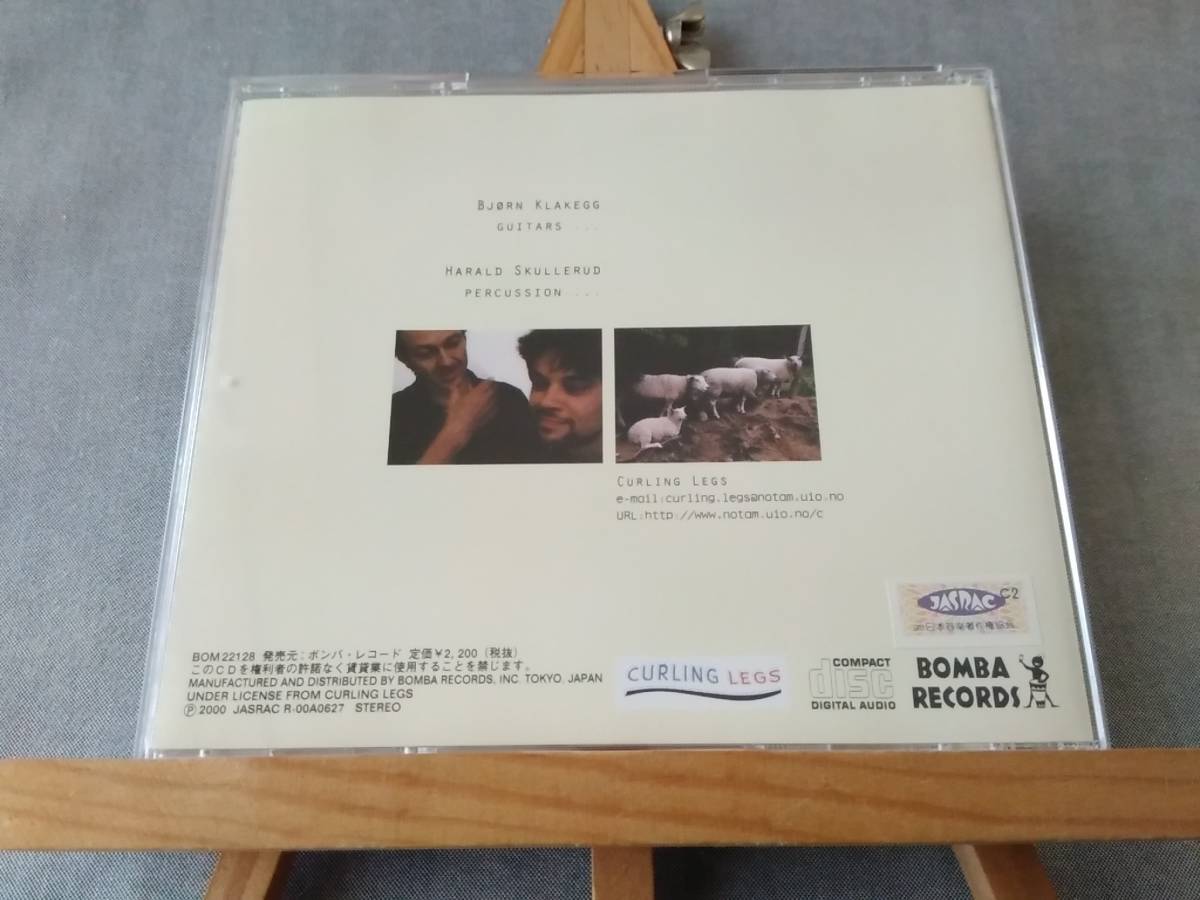 BJØRN KLAKEGG
GUITARS ...
HARALD SKULLERUD
PERCUSSION ...
CURLING LEGS
e-mail:curling.legs@notam.uio.no
URL:http://www.notam.uio.no/c
JASRAC C2
BOM 22128 発売元:ボンバ・レコード 定価¥2,200 (税抜)
このCDを権利者の許諾なく賃貸業に使用することを禁じます。
MANUFACTURED AND DISTRIBUTED BY BOMBA RECORDS, INC. TOKYO, JAPAN
UNDER LICENSE FROM CURLING LEGS
Ⓟ 2000 JASRAC R-00A0627 STEREO
CURLING LEGS
COMPACT
disc
DIGITAL AUDIO
BOMBA
RECORDS